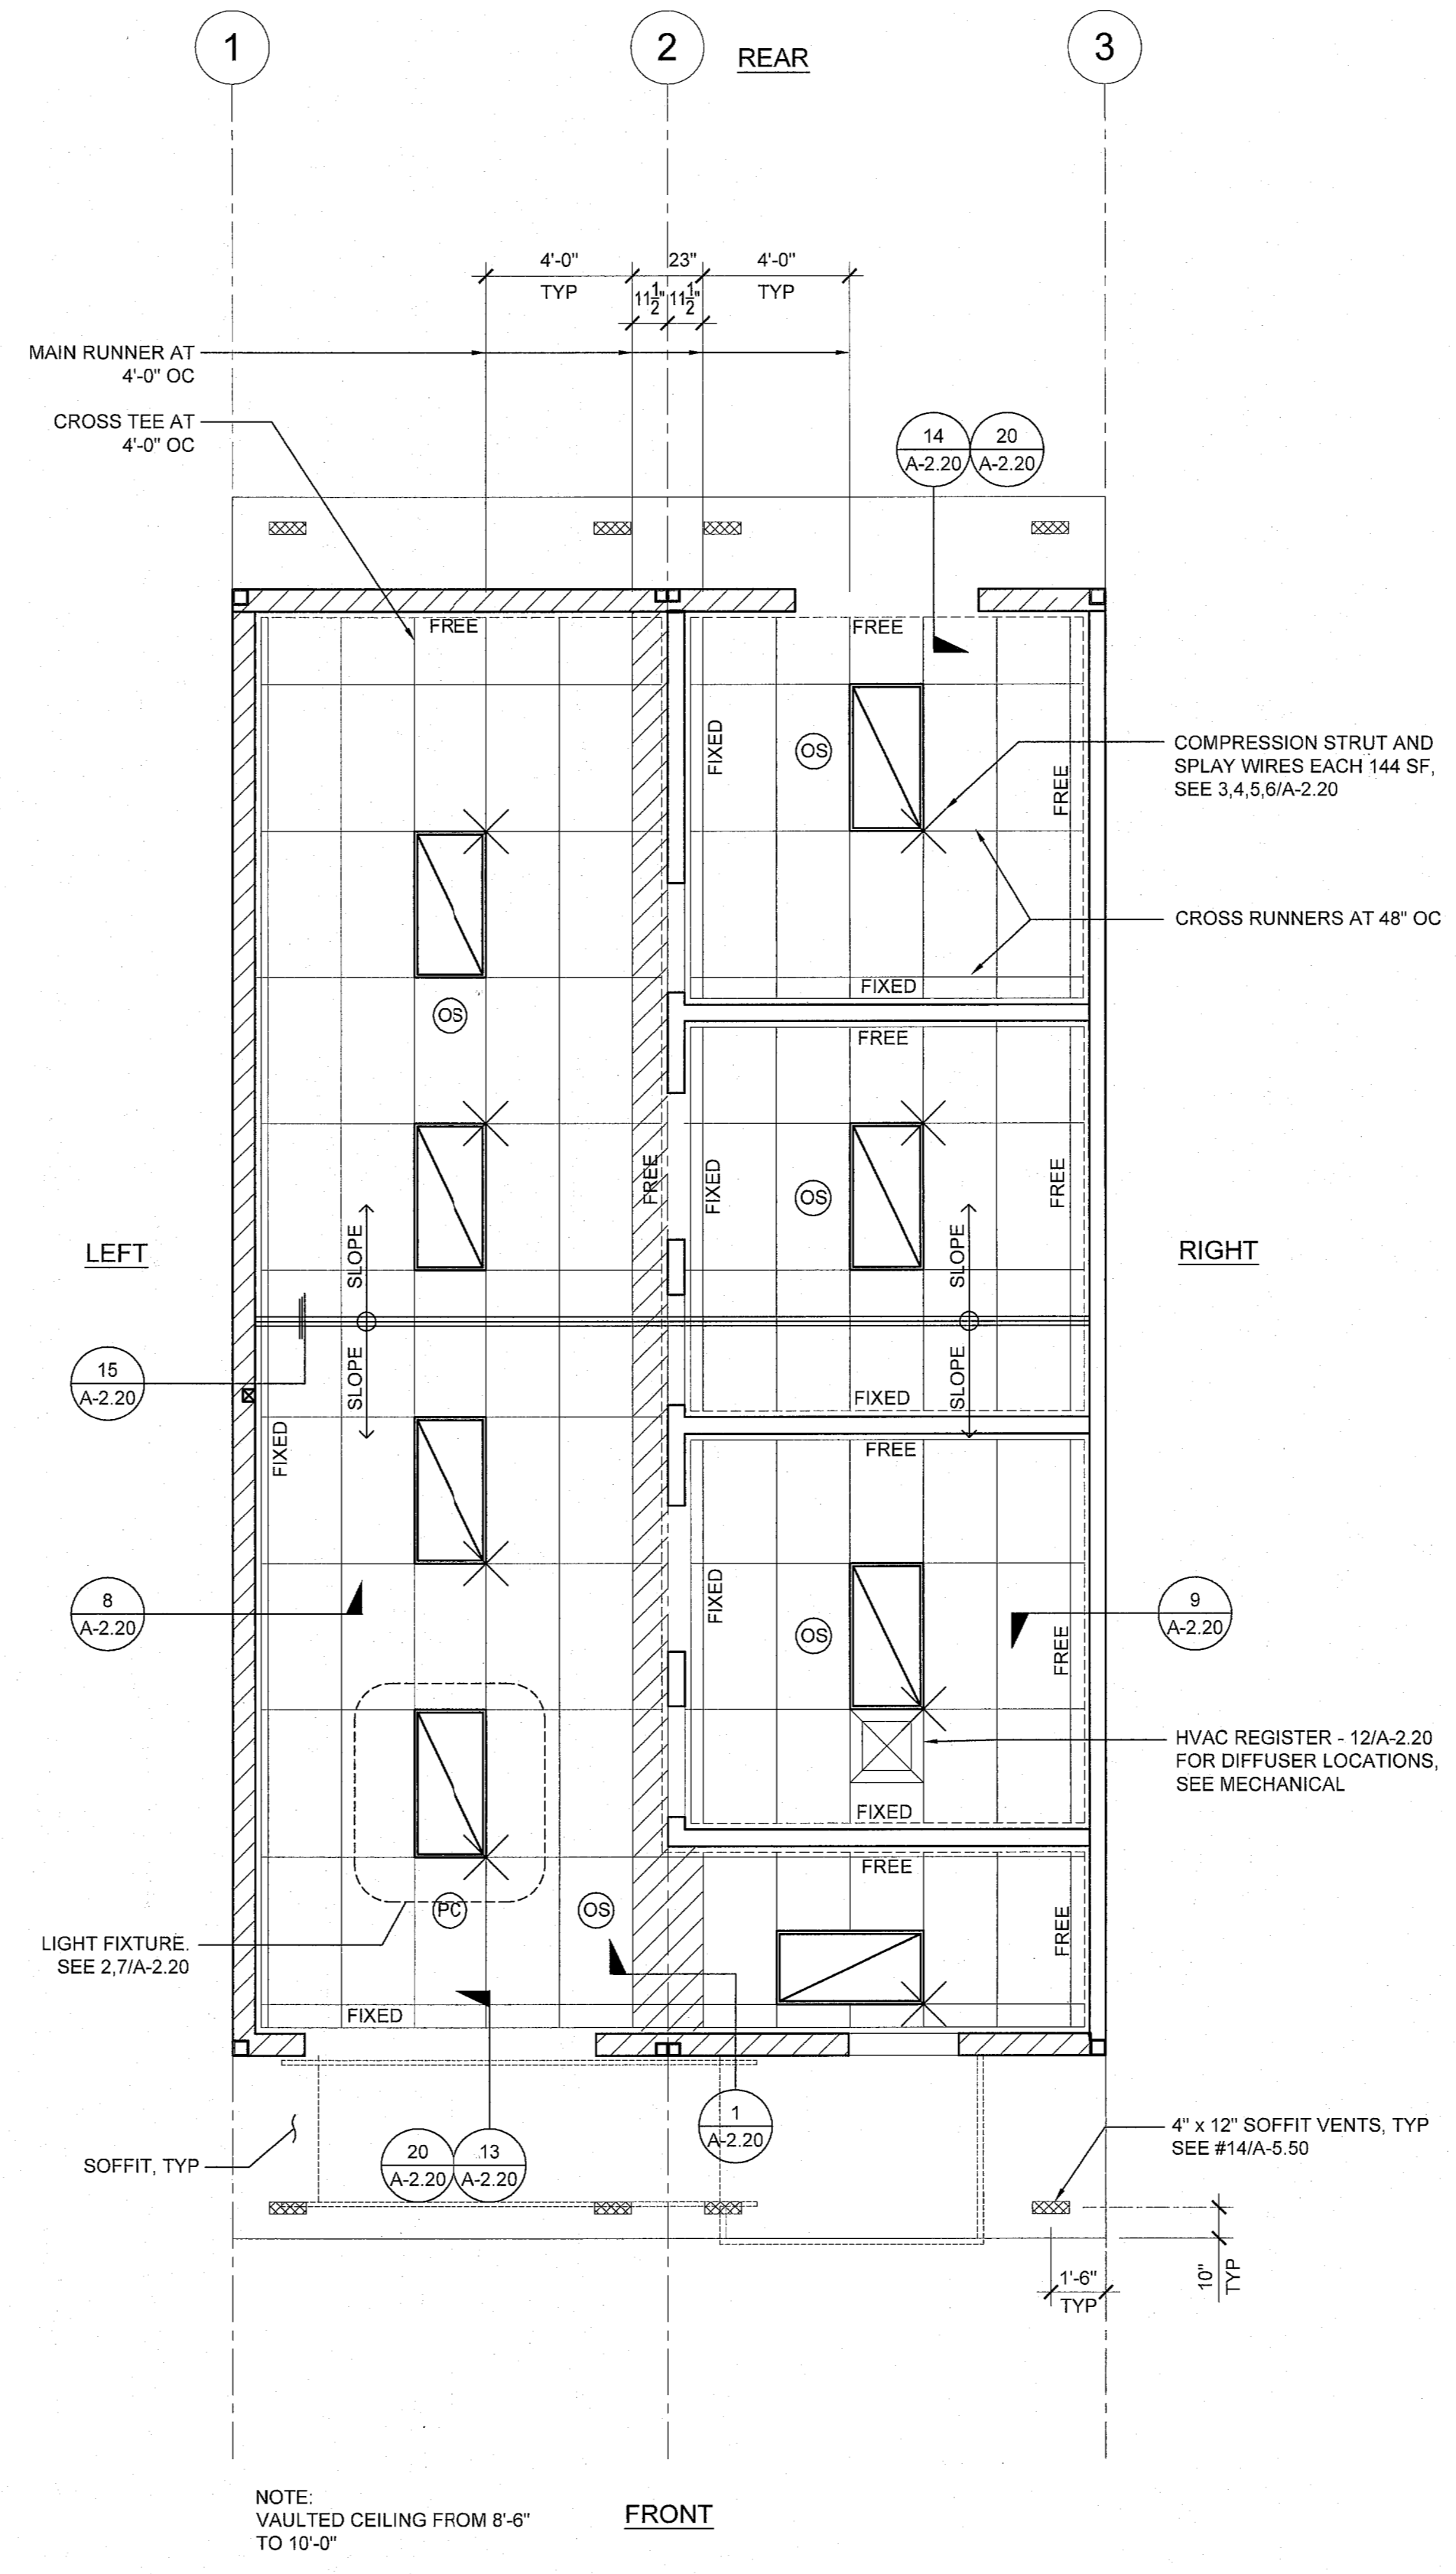 1
2
3
REAR
4'-0"
TYP
23"
4'-0"
TYP
11 1/2"
11 1/2"
MAIN RUNNER AT
4'-0" OC
CROSS TEE AT
4'-0" OC
14
A-2.20
20
A-2.20
FREE
FREE
FIXED
OS
FREE
COMPRESSION STRUT AND
SPLAY WIRES EACH 144 SF,
SEE 3,4,5,6/A-2.20
CROSS RUNNERS AT 48" OC
FIXED
OS
FREE
FREE
FIXED
OS
FREE
LEFT
SLOPE
SLOPE
RIGHT
SLOPE
SLOPE
15
A-2.20
FIXED
FIXED
FREE
8
A-2.20
FIXED
OS
FREE
9
A-2.20
HVAC REGISTER - 12/A-2.20
FOR DIFFUSER LOCATIONS,
SEE MECHANICAL
FIXED
FREE
PC
OS
FREE
LIGHT FIXTURE.
SEE 2,7/A-2.20
FIXED
1
A-2.20
4" x 12" SOFFIT VENTS, TYP
SEE #14/A-5.50
SOFFIT, TYP
20
A-2.20
13
A-2.20
1'-6"
TYP
10"
TYP
NOTE:
VAULTED CEILING FROM 8'-6"
TO 10'-0"
FRONT